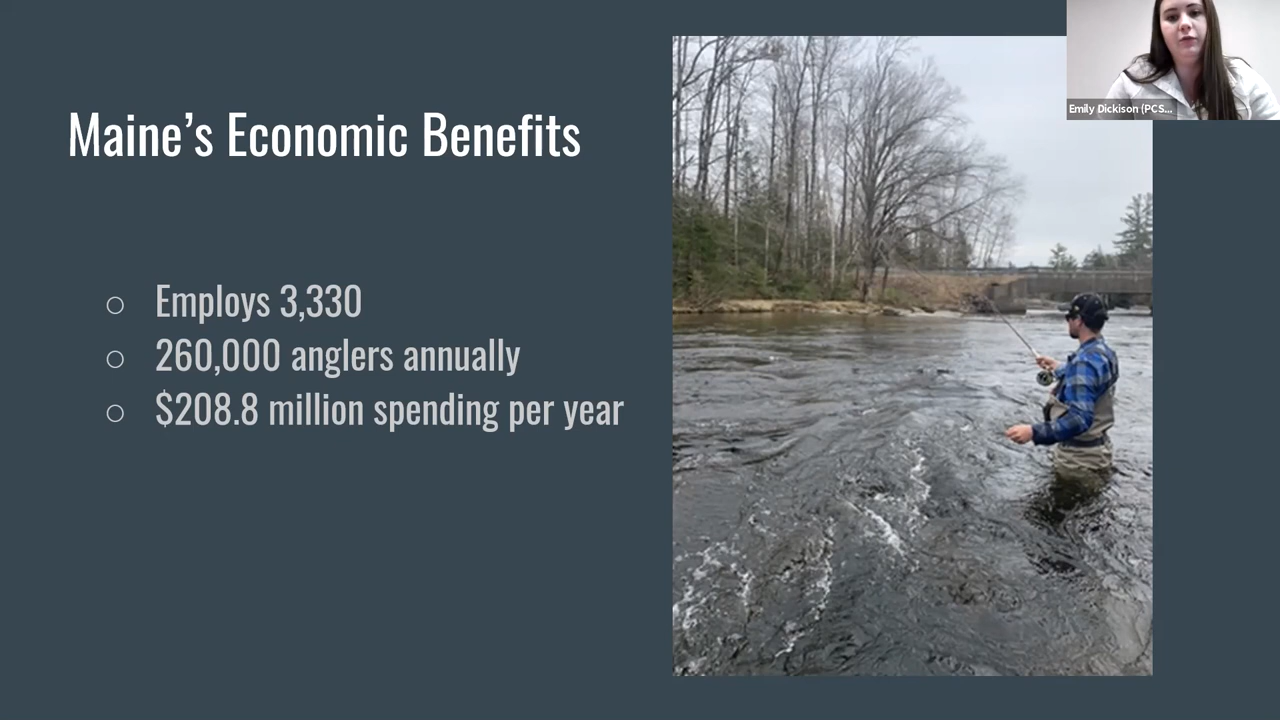 Emily Dickison (PCS...
Maine’s Economic Benefits
○ Employs 3,330
○ 260,000 anglers annually
○ $208.8 million spending per year